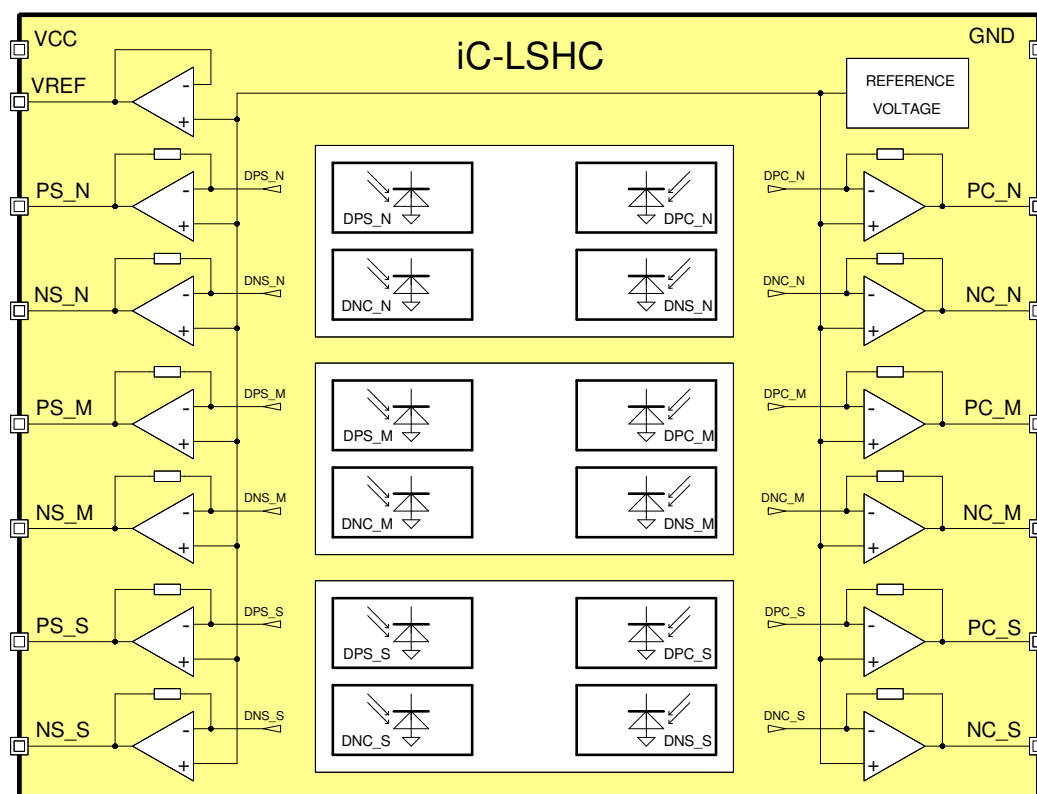 VCC
iC-LSHC
GND
VREF
-
+
REFERENCE
VOLTAGE
PS_N
-
+
DPS_N
DPS_N
DPC_N
DPC_N
-
+
PC_N
NS_N
-
+
DNS_N
DNC_N
DNS_N
DNC_N
-
+
NC_N
PS_M
-
+
DPS_M
DPS_M
DPC_M
DPC_M
-
+
PC_M
NS_M
-
+
DNS_M
DNC_M
DNS_M
DNC_M
-
+
NC_M
PS_S
-
+
DPS_S
DPS_S
DPC_S
DPC_S
-
+
PC_S
NS_S
-
+
DNS_S
DNC_S
DNS_S
DNC_S
-
+
NC_S